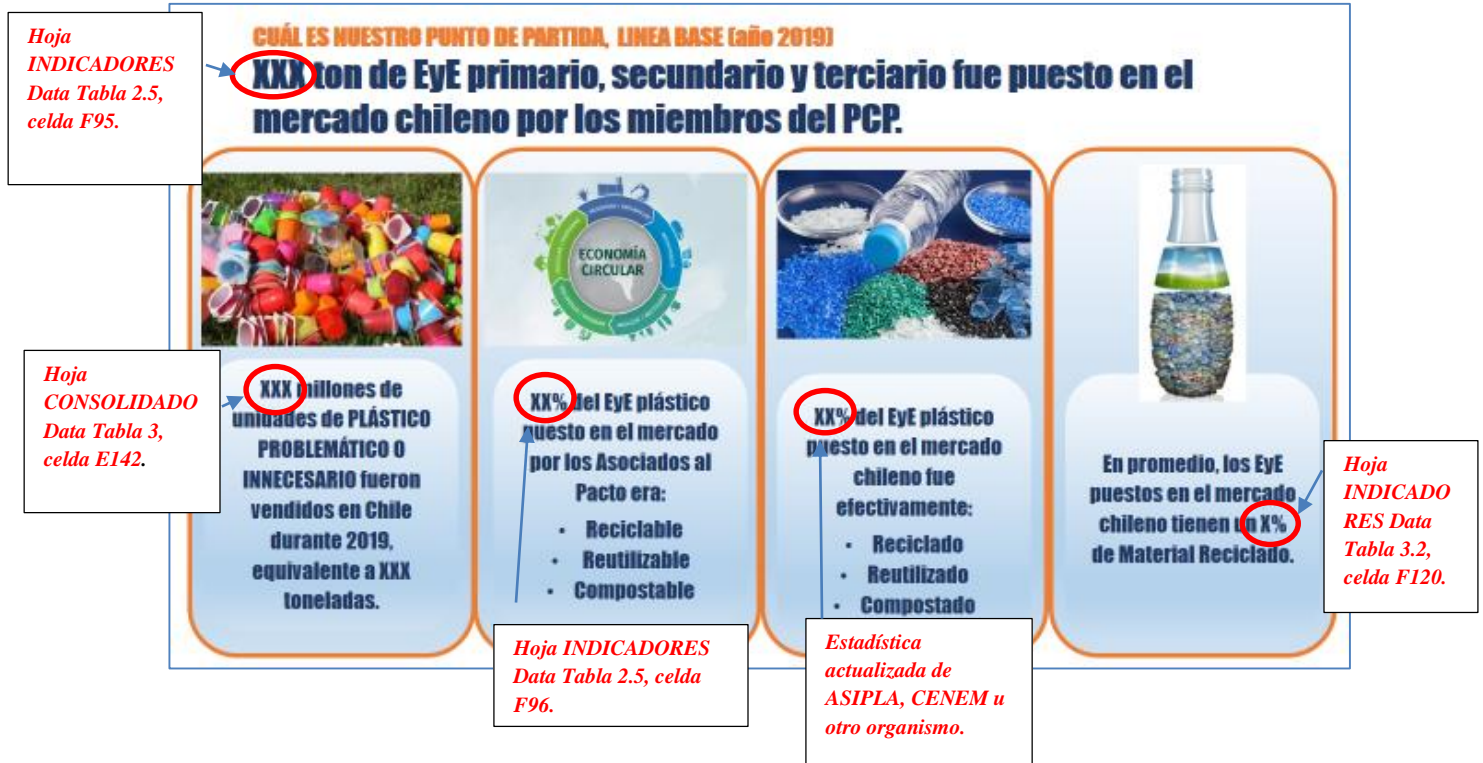 Hoja
INDICADORES
Data Tabla 2.5,
celda F95.
CUÁL ES NUESTRO PUNTO DE PARTIDA, LINEA BASE (año 2019)
XXX ton de EyE primario, secundario y terciario fue puesto en el
mercado chileno por los miembros del PCP.
ECONOMÍA
CIRCULAR
Hoja
CONSOLIDADO
Data Tabla 3,
celda E142.
XXX millones de
unidades de PLÁSTICO
PROBLEMÁTICO O
INNECESARIO fueron
vendidos en Chile
durante 2019,
equivalente a XXX
toneladas.
XX% del EyE plástico
puesto en el mercado
por los Asociados al
Pacto era:
• Reciclable
• Reutilizable
• Compostable
XX% del EyE plástico
puesto en el mercado
chileno fue
efectivamente:
• Reciclado
• Reutilizado
• Compostado
En promedio, los EyE
puestos en el mercado
chileno tienen un X%
de Material Reciclado.
Hoja
INDICADO
RES Data
Tabla 3.2,
celda F120.
Hoja INDICADORES
Data Tabla 2.5, celda
F96.
Estadística
actualizada de
ASIPLA, CENEM u
otro organismo.